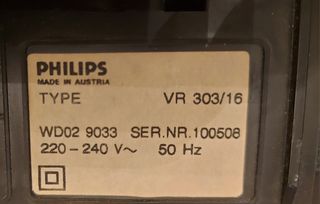 PHILIPS
MADE IN AUSTRIA
TYPE VR 303/16
WD02 9033 SER.NR.100508
220-240 V~ 50 Hz